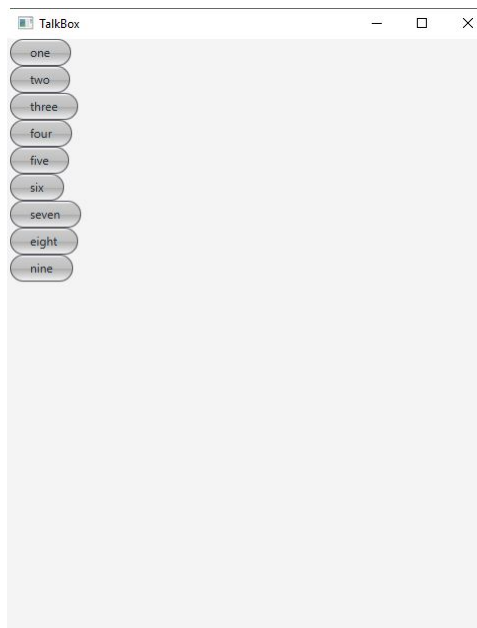 TalkBox
one
two
three
four
five
six
seven
eight
nine